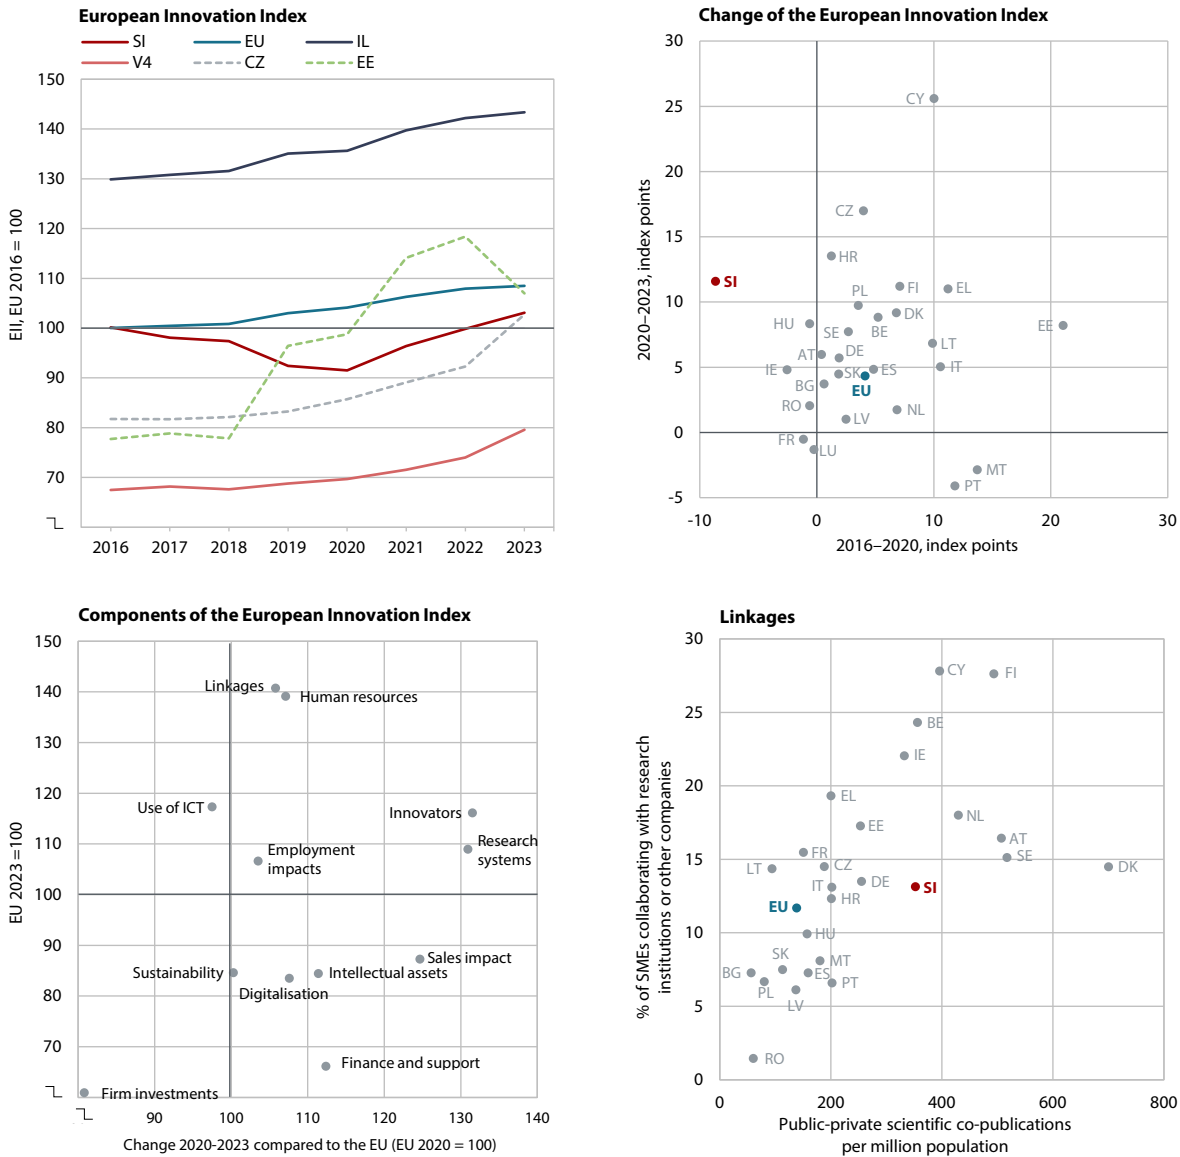 European Innovation Index
SI EU IL
V4 CZ EE
EII, EU 2016 = 100
150
140
130
120
110
100
90
80
70
2016 2017 2018 2019 2020 2021 2022 2023
Change of the European Innovation Index
2020–2023, index points
30
25
20
15
10
5
0
-5
CY
CZ
HR
SI
FI
EL
PL
DK
HU
SE
BE
EE
LT
AT
DE
IE
SK
ES
IT
BG
EU
RO
LV
NL
FR
LU
MT
PT
-10 0 10 20 30
2016–2020, index points
Components of the European Innovation Index
EU 2023 =100
150
140
130
120
110
100
90
80
70
Linkages
Human resources
Use of ICT
Innovators
Research
systems
Employment
impacts
Sales impact
Sustainability
Intellectual assets
Digitalisation
Finance and support
Firm investments
90 100 110 120 130 140
Change 2020-2023 compared to the EU (EU 2020 = 100)
Linkages
% of SMEs collaborating with research
institutions or other companies
30
25
20
15
10
5
0
CY
FI
BE
IE
EL
EE
NL
AT
FR
SE
LT
CZ
DK
IT
DE
SI
HR
EU
HU
SK
MT
BG
ES
PL
PT
LV
RO
0 200 400 600 800
Public-private scientific co-publications
per million population